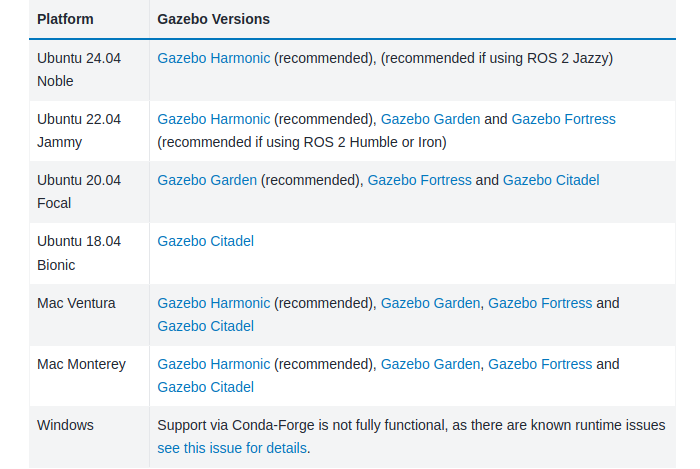 Platform Gazebo Versions
Ubuntu 24.04 Gazebo Harmonic (recommended), (recommended if using ROS 2 Jazzy)
Noble
Ubuntu 22.04 Gazebo Harmonic (recommended), Gazebo Garden and Gazebo Fortress
Jammy (recommended if using ROS 2 Humble or Iron)
Ubuntu 20.04 Gazebo Garden (recommended), Gazebo Fortress and Gazebo Citadel
Focal
Ubuntu 18.04 Gazebo Citadel
Bionic
Mac Ventura Gazebo Harmonic (recommended), Gazebo Garden, Gazebo Fortress and
Gazebo Citadel
Mac Monterey Gazebo Harmonic (recommended), Gazebo Garden, Gazebo Fortress and
Gazebo Citadel
Windows Support via Conda-Forge is not fully functional, as there are known runtime issues
see this issue for details.